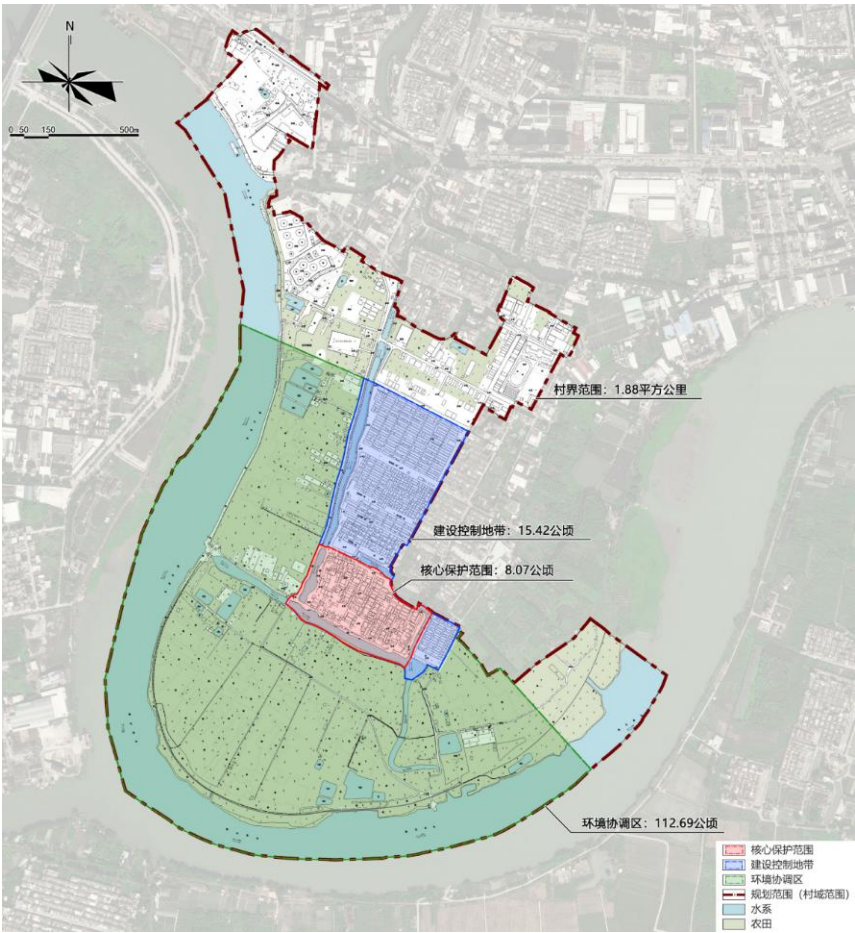 N
0 50 150 500m
村界范围：1.88平方公里
建设控制地带：15.42公顷
核心保护范围：8.07公顷
环境协调区：112.69公顷
核心保护范围
建设控制地带
环境协调区
规划范围（村域范围）
水系
农田